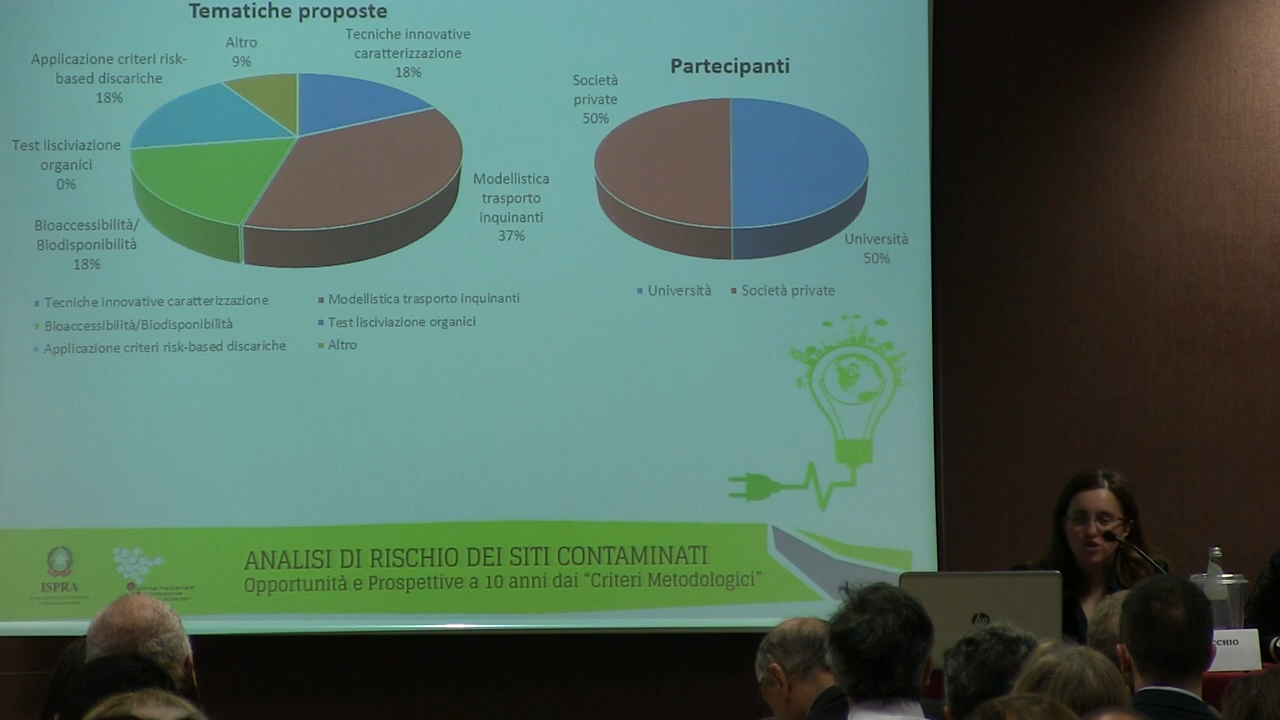 Tematiche proposte
Altro
9%
Tecniche innovative
caratterizzazione
18%
Applicazione criteri risk-
based discariche
18%
Test lisciviazione
organici
0%
Bioaccessibilità/
Biodisponibilità
18%
Modellistica
trasporto
inquinanti
37%
Tecniche innovative caratterizzazione
Modellistica trasporto inquinanti
Bioaccessibilità/Biodisponibilità
Test lisciviazione organici
Applicazione criteri risk-based discariche
Altro
Partecipanti
Società
private
50%
Università
50%
Università
Società private
ISPRA
ANALISI DI RISCHIO DEI SITI CONTAMINATI
Opportunità e Prospettive a 10 anni dai “Criteri Metodologici”
hp
CCHIO